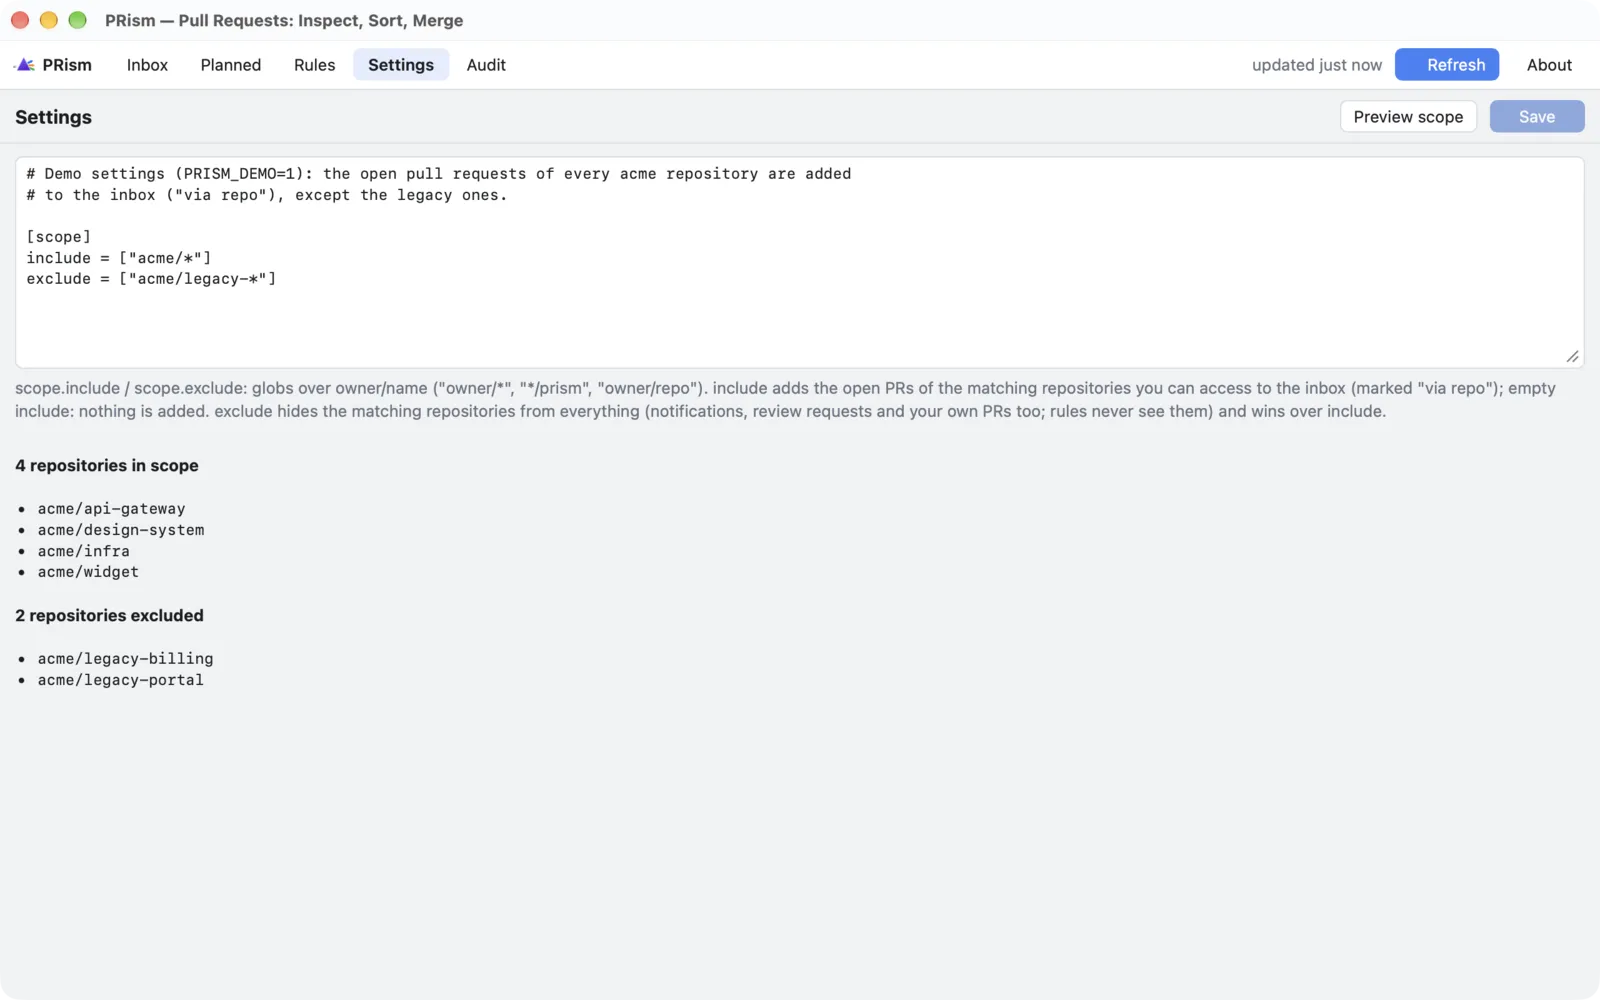 PRism — Pull Requests: Inspect, Sort, Merge
PRism Inbox Planned Rules Settings Audit updated just now Refresh About
Settings Preview scope Save
# Demo settings (PRISM_DEMO=1): the open pull requests of every acme repository are added
# to the inbox ("via repo"), except the legacy ones.
[scope]
include = ["acme/*"]
exclude = ["acme/legacy-*"]
scope.include / scope.exclude: globs over owner/name ("owner/*", "*/prism", "owner/repo"). include adds the open PRs of the matching repositories you can access to the inbox (marked "via repo"); empty
include: nothing is added. exclude hides the matching repositories from everything (notifications, review requests and your own PRs too; rules never see them) and wins over include.
4 repositories in scope
• acme/api-gateway
• acme/design-system
• acme/infra
• acme/widget
2 repositories excluded
• acme/legacy-billing
• acme/legacy-portal